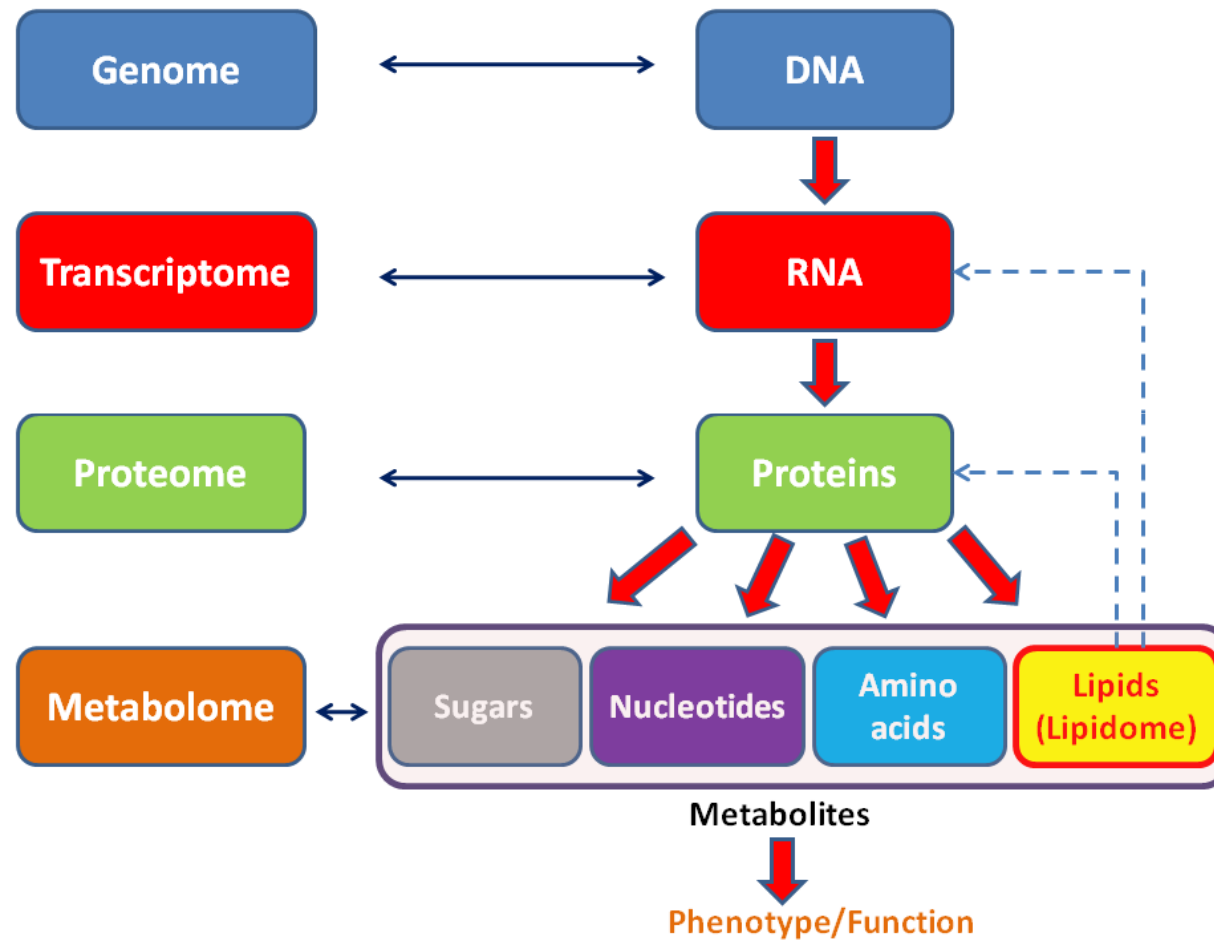 Genome
DNA
Transcriptome
RNA
Proteome
Proteins
Metabolome
Sugars
Nucleotides
Amino
acids
Lipids
(Lipidome)
Metabolites
Phenotype/Function